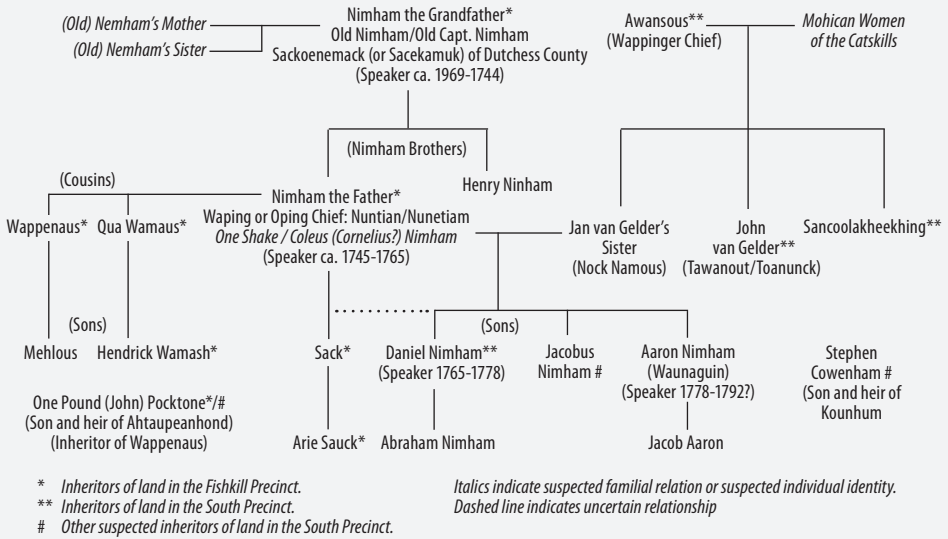 (Old) Nemham's Mother
(Old) Nemham's Sister
Nimham the Grandfather*
Old Nimham/Old Capt. Nimham
Sackoenemack (or Sacekamuk) of Dutchess County
(Speaker ca. 1969-1744)
Awansous**
(Wappinger Chief)
Mohican Women
of the Catskills
(Nimham Brothers)
Henry Ninham
(Cousins)
Wappenaus*
Qua Wamaus*
Nimham the Father*
Waping or Oping Chief: Nuntian/Nunetiam
One Shake / Coleus (Cornelius?) Nimham
(Speaker ca. 1745-1765)
Jan van Gelder's
Sister
(Nock Namous)
John
van Gelder**
(Tawanout/Toanunck)
Sancoolakheekhing**
(Sons)
Mehlous
Hendrick Wamash*
(Sons)
Sack*
Daniel Nimham**
(Speaker 1765-1778)
Jacobus
Nimham #
Aaron Nimham
(Waunaguin)
(Speaker 1778-1792?)
Stephen
Cowenham #
(Son and heir of
Kounhum
One Pound (John) Pocktone*/#
(Son and heir of Ahtaupeanhond)
(Inheritor of Wappenaus)
Arie Sauck*
Abraham Nimham
Jacob Aaron
* Inheritors of land in the Fishkill Precinct.
** Inheritors of land in the South Precinct.
# Other suspected inheritors of land in the South Precinct.
Italics indicate suspected familial relation or suspected individual identity.
Dashed line indicates uncertain relationship